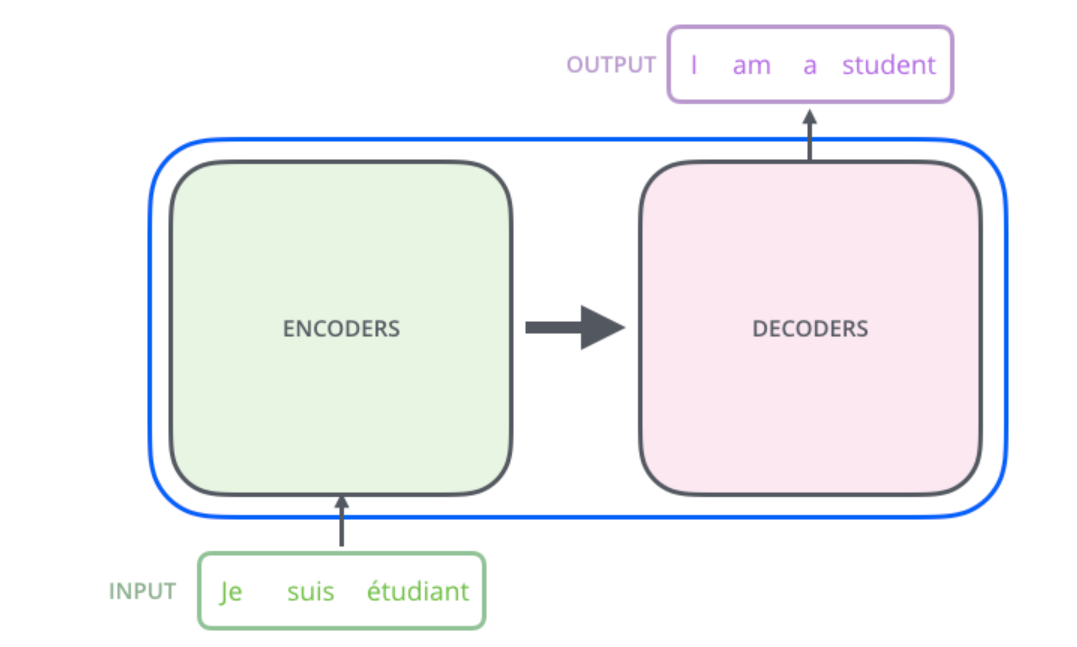 OUTPUT I am a student
ENCODERS DECODERS
INPUT Je suis étudiant